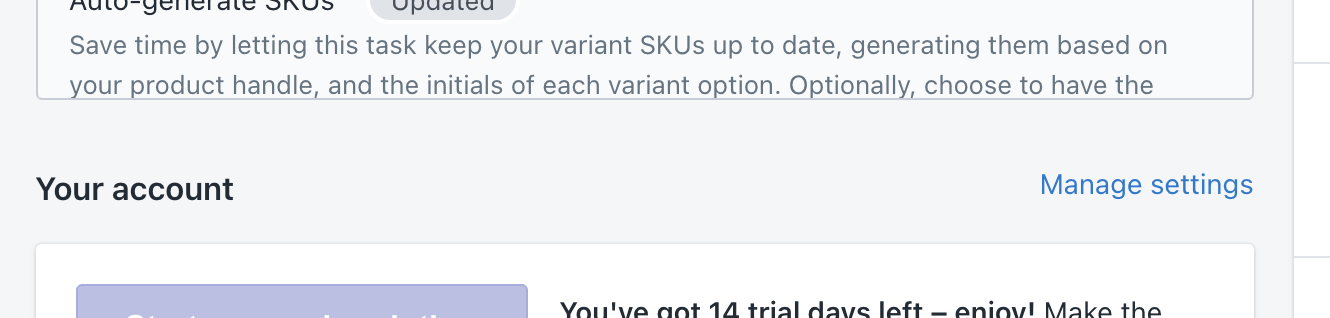 Auto-generate SKUs Updated
Save time by letting this task keep your variant SKUs up to date, generating them based on
your product handle, and the initials of each variant option. Optionally, choose to have the
Your account
Manage settings
You've got 14 trial days left – enjoy! Make the